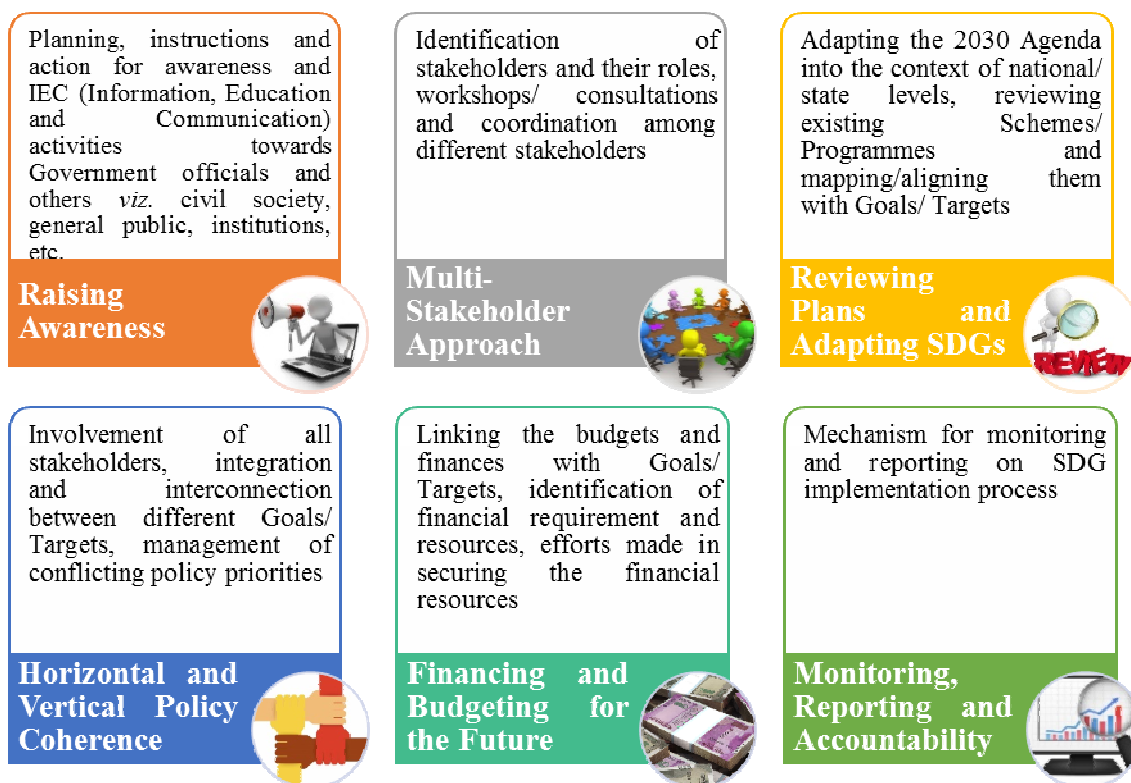 Planning, instructions and
action for awareness and
IEC (Information, Education
and Communication)
activities towards
Government officials and
others viz. civil society,
general public, institutions,
etc.
Raising
Awareness
Identification of
stakeholders and their roles,
workshops/ consultations
and coordination among
different stakeholders
Multi-
Stakeholder
Approach
Adapting the 2030 Agenda
into the context of national/
state levels, reviewing
existing Schemes/
Programmes and
mapping/aligning them
with Goals/ Targets
Reviewing
Plans and
Adapting SDGs
REVIEW
Involvement of all
stakeholders, integration
and interconnection
between different Goals/
Targets, management of
conflicting policy priorities
Horizontal and
Vertical Policy
Coherence
Linking the budgets and
finances with Goals/
Targets, identification of
financial requirement and
resources, efforts made in
securing the financial
resources
Financing and
Budgeting for
the Future
Mechanism for monitoring
and reporting on SDG
implementation process
Monitoring,
Reporting and
Accountability